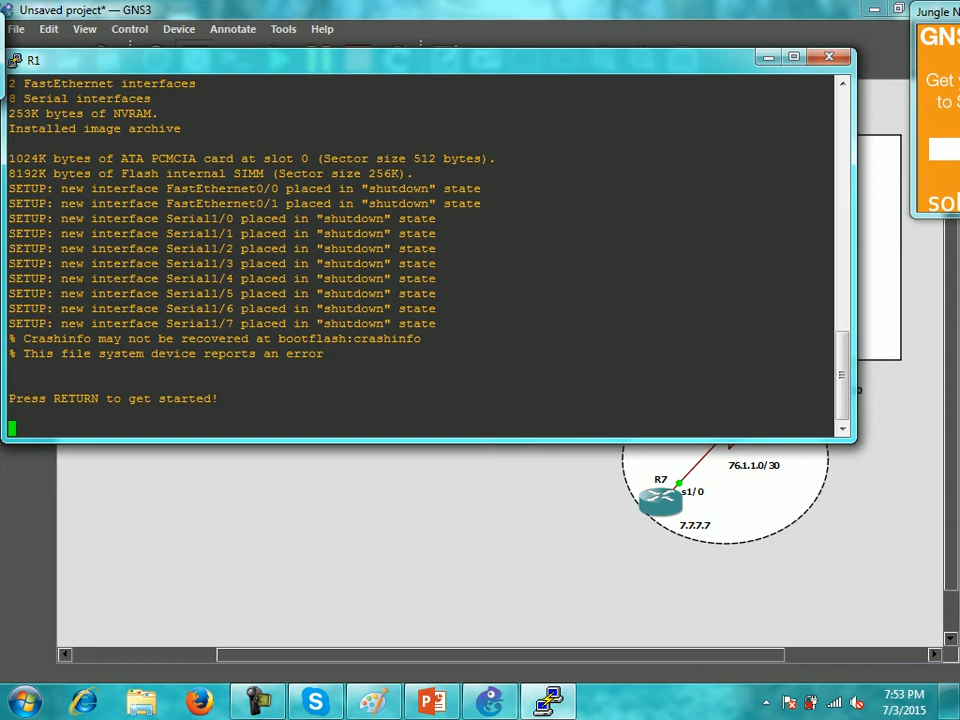 Unsaved project* — GNS3
Jungle N
File Edit View Control Device Annotate Tools Help
GNS
Get
to S
sol
R1
2 FastEthernet interfaces
8 Serial interfaces
253K bytes of NVRAM.
Installed image archive
1024K bytes of ATA PCMCIA card at slot 0 (Sector size 512 bytes).
8192K bytes of Flash internal SIMM (Sector size 256K).
SETUP: new interface FastEthernet0/0 placed in "shutdown" state
SETUP: new interface FastEthernet0/1 placed in "shutdown" state
SETUP: new interface Serial1/0 placed in "shutdown" state
SETUP: new interface Serial1/1 placed in "shutdown" state
SETUP: new interface Serial1/2 placed in "shutdown" state
SETUP: new interface Serial1/3 placed in "shutdown" state
SETUP: new interface Serial1/4 placed in "shutdown" state
SETUP: new interface Serial1/5 placed in "shutdown" state
SETUP: new interface Serial1/6 placed in "shutdown" state
SETUP: new interface Serial1/7 placed in "shutdown" state
% Crashinfo may not be recovered at bootflash:crashinfo
% This file system device reports an error
Press RETURN to get started!
76.1.1.0/30
R7
s1/0
7.7.7.7
7:53 PM
7/3/2015